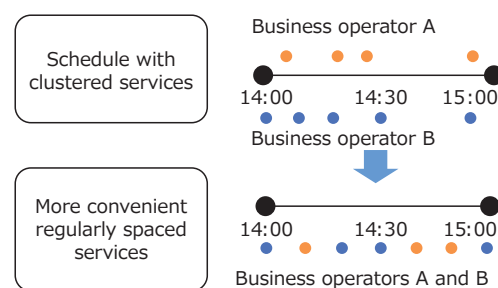 Business operator A
Schedule with
clustered services
14:00 14:30 15:00
Business operator B
More convenient
regularly spaced
services
14:00 14:30 15:00
Business operators A and B